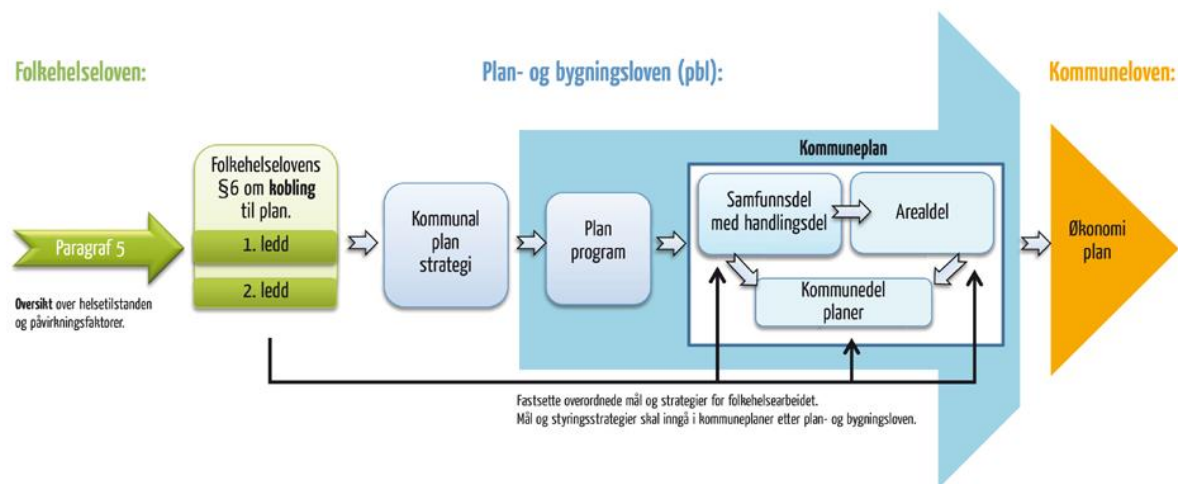 Folkehelseloven:
Plan- og bygningsloven (pbl):
Kommuneloven:
Paragraf 5
Oversikt over helsetilstanden
og påvirkningsfaktorer.
Folkehelselovens
§6 om kobling
til plan.
1. ledd
2. ledd
Kommunal
plan
strategi
Plan
program
Kommuneplan
Samfunnsdel
med handlingsdel
Arealdel
Kommunedel
planer
Økonomi
plan
Fastsette overordnede mål og strategier for folkehelsearbeidet.
Mål og styringsstrategier skal inngå i kommuneplaner etter plan- og bygningsloven.